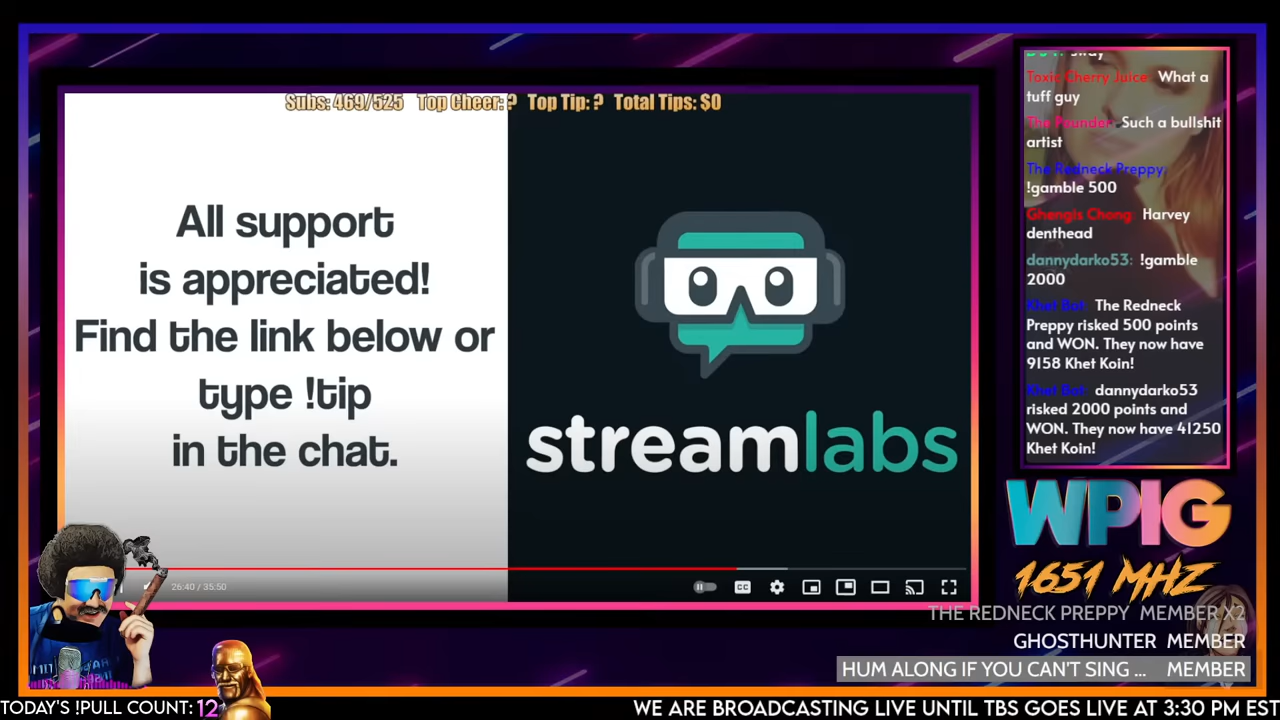 Subs: 469/525 Top Cheer: ? Top Tip: ? Total Tips: $0
All support
is appreciated!
Find the link below or
type !tip
in the chat.
streamlabs
26:40 / 35:50
CC
Toxic Cherry Juice: What a
tuff guy
The Pounder: Such a bullshit
artist
The Redneck Preppy:
!gamble 500
Ghengis Chong: Harvey
denthead
dannydarko53: !gamble
2000
Khet Bot: The Redneck
Preppy risked 500 points
and WON. They now have
9158 Khet Koin!
Khet Bot: dannydarko53
risked 2000 points and
WON. They now have 41250
Khet Koin!
WPIG
1651 MHZ
THE REDNECK PREPPY MEMBER X2
GHOSTHUNTER MEMBER
HUM ALONG IF YOU CAN'T SING ... MEMBER
TODAY'S !PULL COUNT: 12
WE ARE BROADCASTING LIVE UNTIL TBS GOES LIVE AT 3:30 PM EST